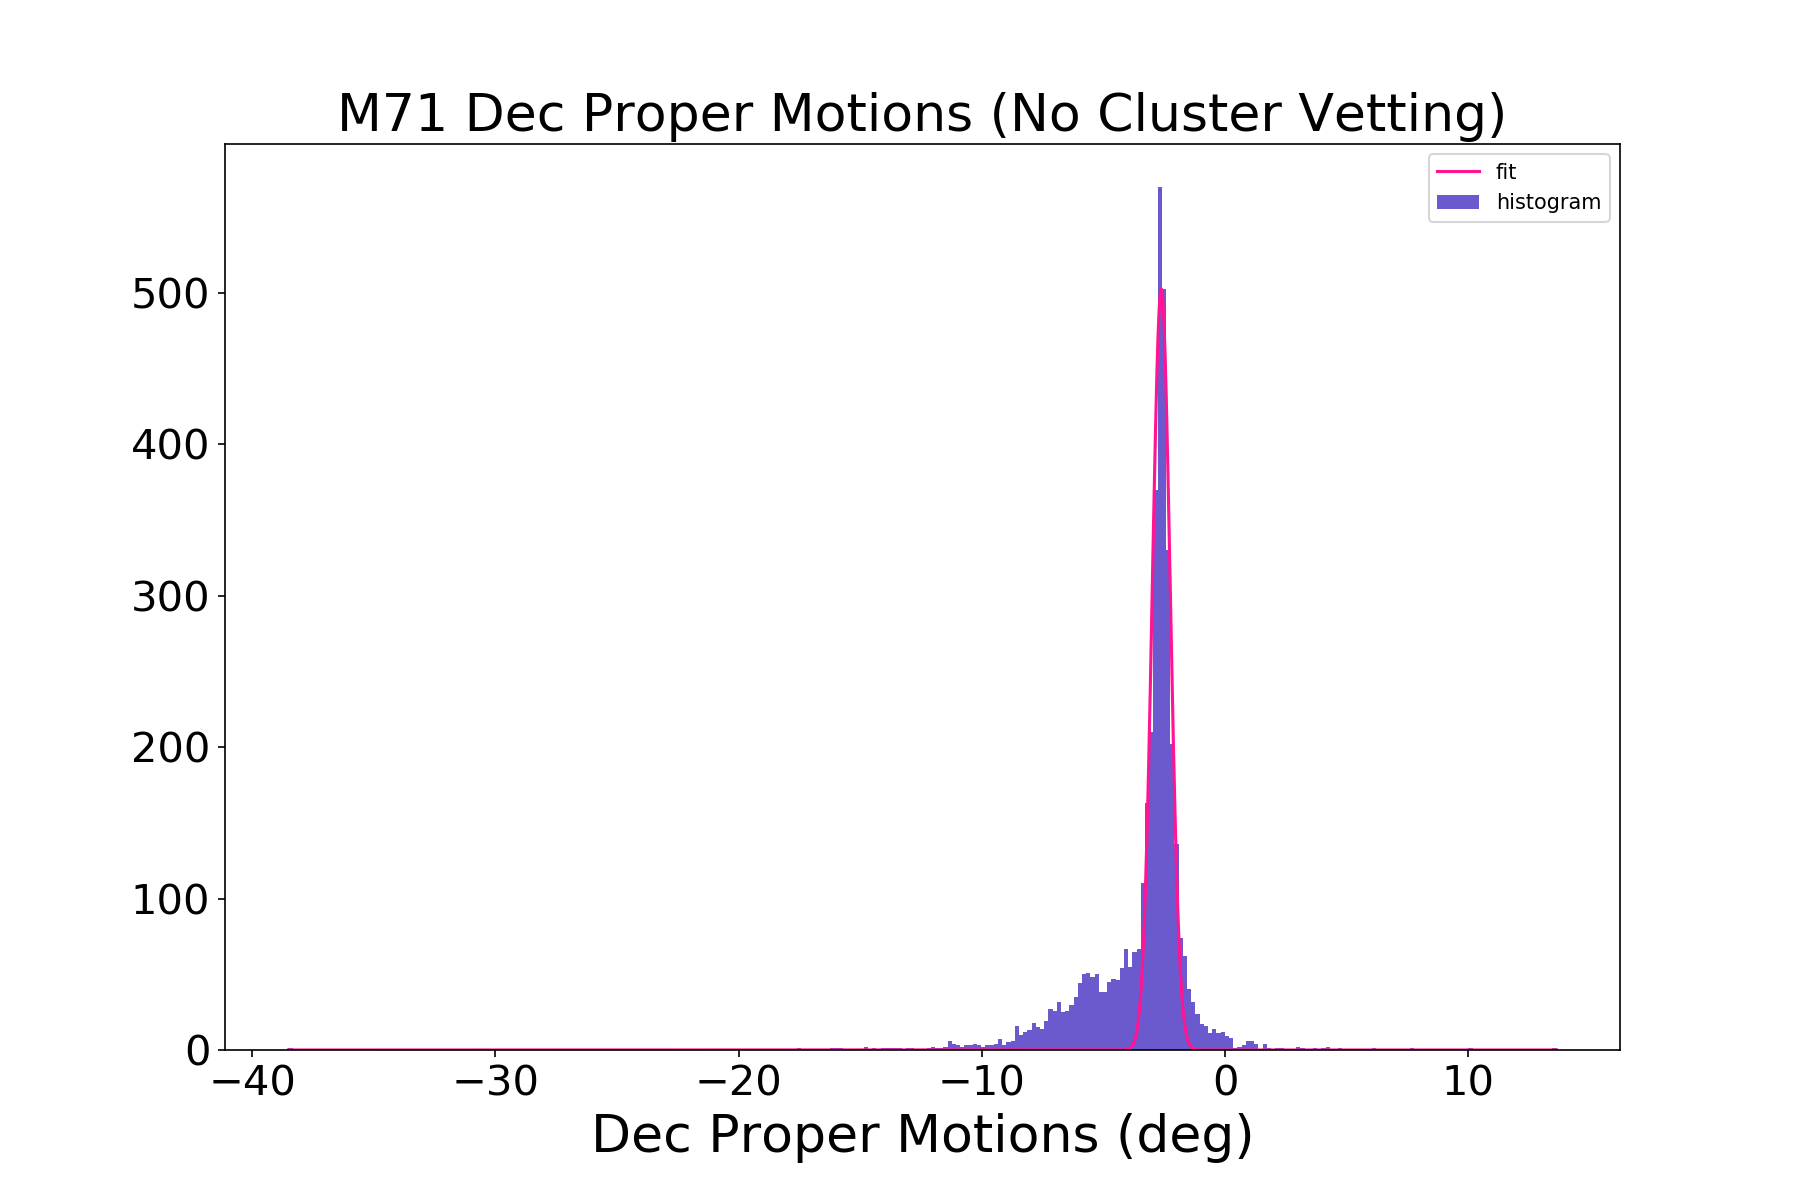 M71 Dec Proper Motions (No Cluster Vetting)
fit
histogram
500
400
300
200
100
0
−40 −30 −20 −10 0 10
Dec Proper Motions (deg)